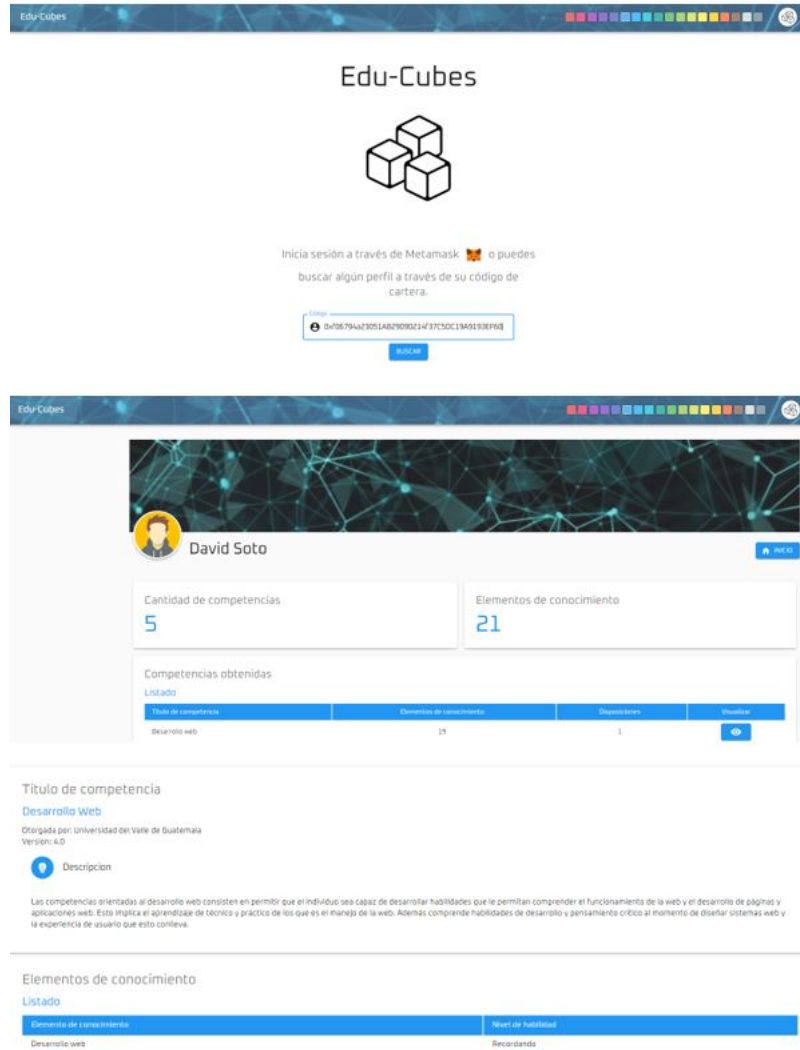 Edu-Cubes
Edu-Cubes
Inicia sesión a través de Metamask o puedes
buscar algún perfil a través de su código de
cartera.
Código
BUSCAR
Edu-Cubes
David Soto
INICIO
Cantidad de competencias
5
Elementos de conocimiento
21
Competencias obtenidas
Listado
Título de competencia Elementos de conocimiento Disposiciones Visualizar
Desarrollo web 19 1
Título de competencia
Desarrollo Web
Otorgada por: Universidad del Valle de Guatemala
Version: 4.0
Descripcion
Las competencias orientadas al desarrollo web consisten en permitir que el individuo sea capaz de desarrollar habilidades que le permitan comprender el funcionamiento de la web y el desarrollo de páginas y
aplicaciones web. Esto implica el aprendizaje de técnico y práctico de los que es el manejo de la web. Además comprende habilidades de desarrollo y pensamiento crítico al momento de diseñar sistemas web y
la experiencia de usuario que esto conlleva.
Elementos de conocimiento
Listado
Elemento de conocimiento Nivel de habilidad
Desarrollo web Recordando